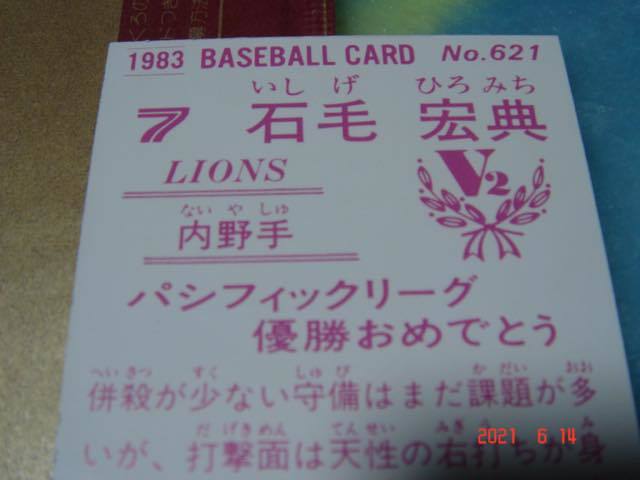 1983 BASEBALL CARD No.621
いし げ ひろ みち
7 石毛 宏典
LIONS
V2
ない や しゅ
内野手
パシフィックリーグ
優勝おめでとう
へい さつ すく しゅ び か だい おお
併殺が少ない守備はまだ課題が多
だ げき めん てん せい みぎ う み
いが、打撃面は天性の右打ちが身
2021 6 14